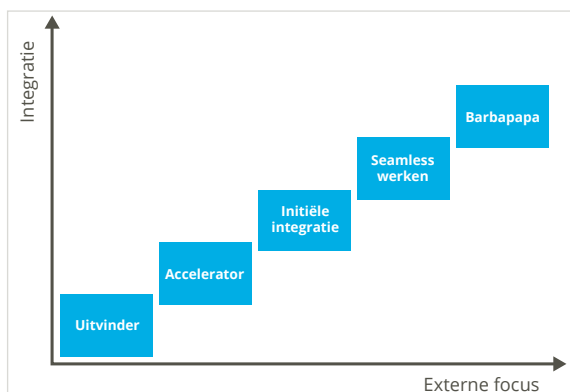 Integratie
Barbapapa
Seamless
werken
Initiële
integratie
Accelerator
Uitvinder
Externe focus